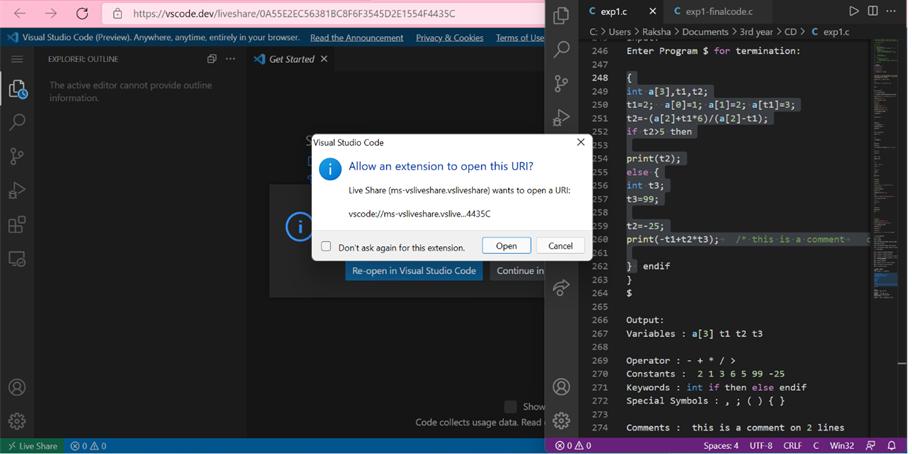 https://vscode.dev/liveshare/0A55E2EC56381BC8F6F3545D2E1554F4435C
Visual Studio Code (Preview). Anywhere, anytime, entirely in your browser. Read the Announcement Privacy & Cookies Terms of Use
EXPLORER: OUTLINE
Get Started
The active editor cannot provide outline
information.
Visual Studio Code
Allow an extension to open this URI?
Live Share (ms-vsliveshare.vsliveshare) wants to open a URI:
vscode://ms-vsliveshare.vslive...4435C
Don't ask again for this extension.
Open
Cancel
Re-open in Visual Studio Code
Continue in
Show
Code collects usage data. Read
Live Share
0 0
C exp1.c
C exp1-finalcode.c
C: > Users > Raksha > Documents > 3rd year > CD > C exp1.c
246 Enter Program $ for termination:
247
248 {
249 int a[3],t1,t2;
250 t1=2; a[0]=1; a[1]=2; a[t1]=3;
251 t2=-(a[2]+t1*6)/(a[2]-t1);
252 if t2>5 then
253
254 print(t2);
255 else {
256 int t3;
257 t3=99;
258
259 t2=-25;
260 print(-t1+t2*t3); /* this is a comment
261
262 } endif
263 }
264 $
265
266 Output:
267 Variables : a[3] t1 t2 t3
268
269 Operator : - + * / >
270 Constants : 2 1 3 6 5 99 -25
271 Keywords : int if then else endif
272 Special Symbols : , ; ( ) { }
273
274 Comments : this is a comment on 2 lines
0 0
Spaces: 4 UTF-8 CRLF C Win32